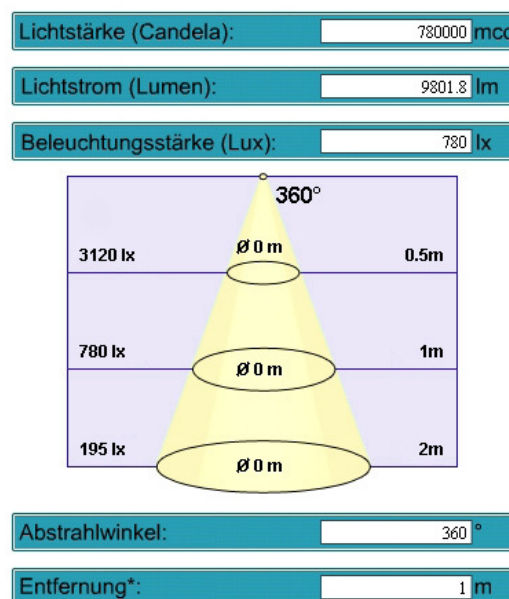 Lichtstärke (Candela): 780000 mcd
Lichtstrom (Lumen): 9801.8 lm
Beleuchtungsstärke (Lux): 780 lx
360°
Ø 0 m
3120 lx 0.5m
780 lx Ø 0 m 1m
195 lx Ø 0 m 2m
Abstrahlwinkel: 360 °
Entfernung*: 1 m